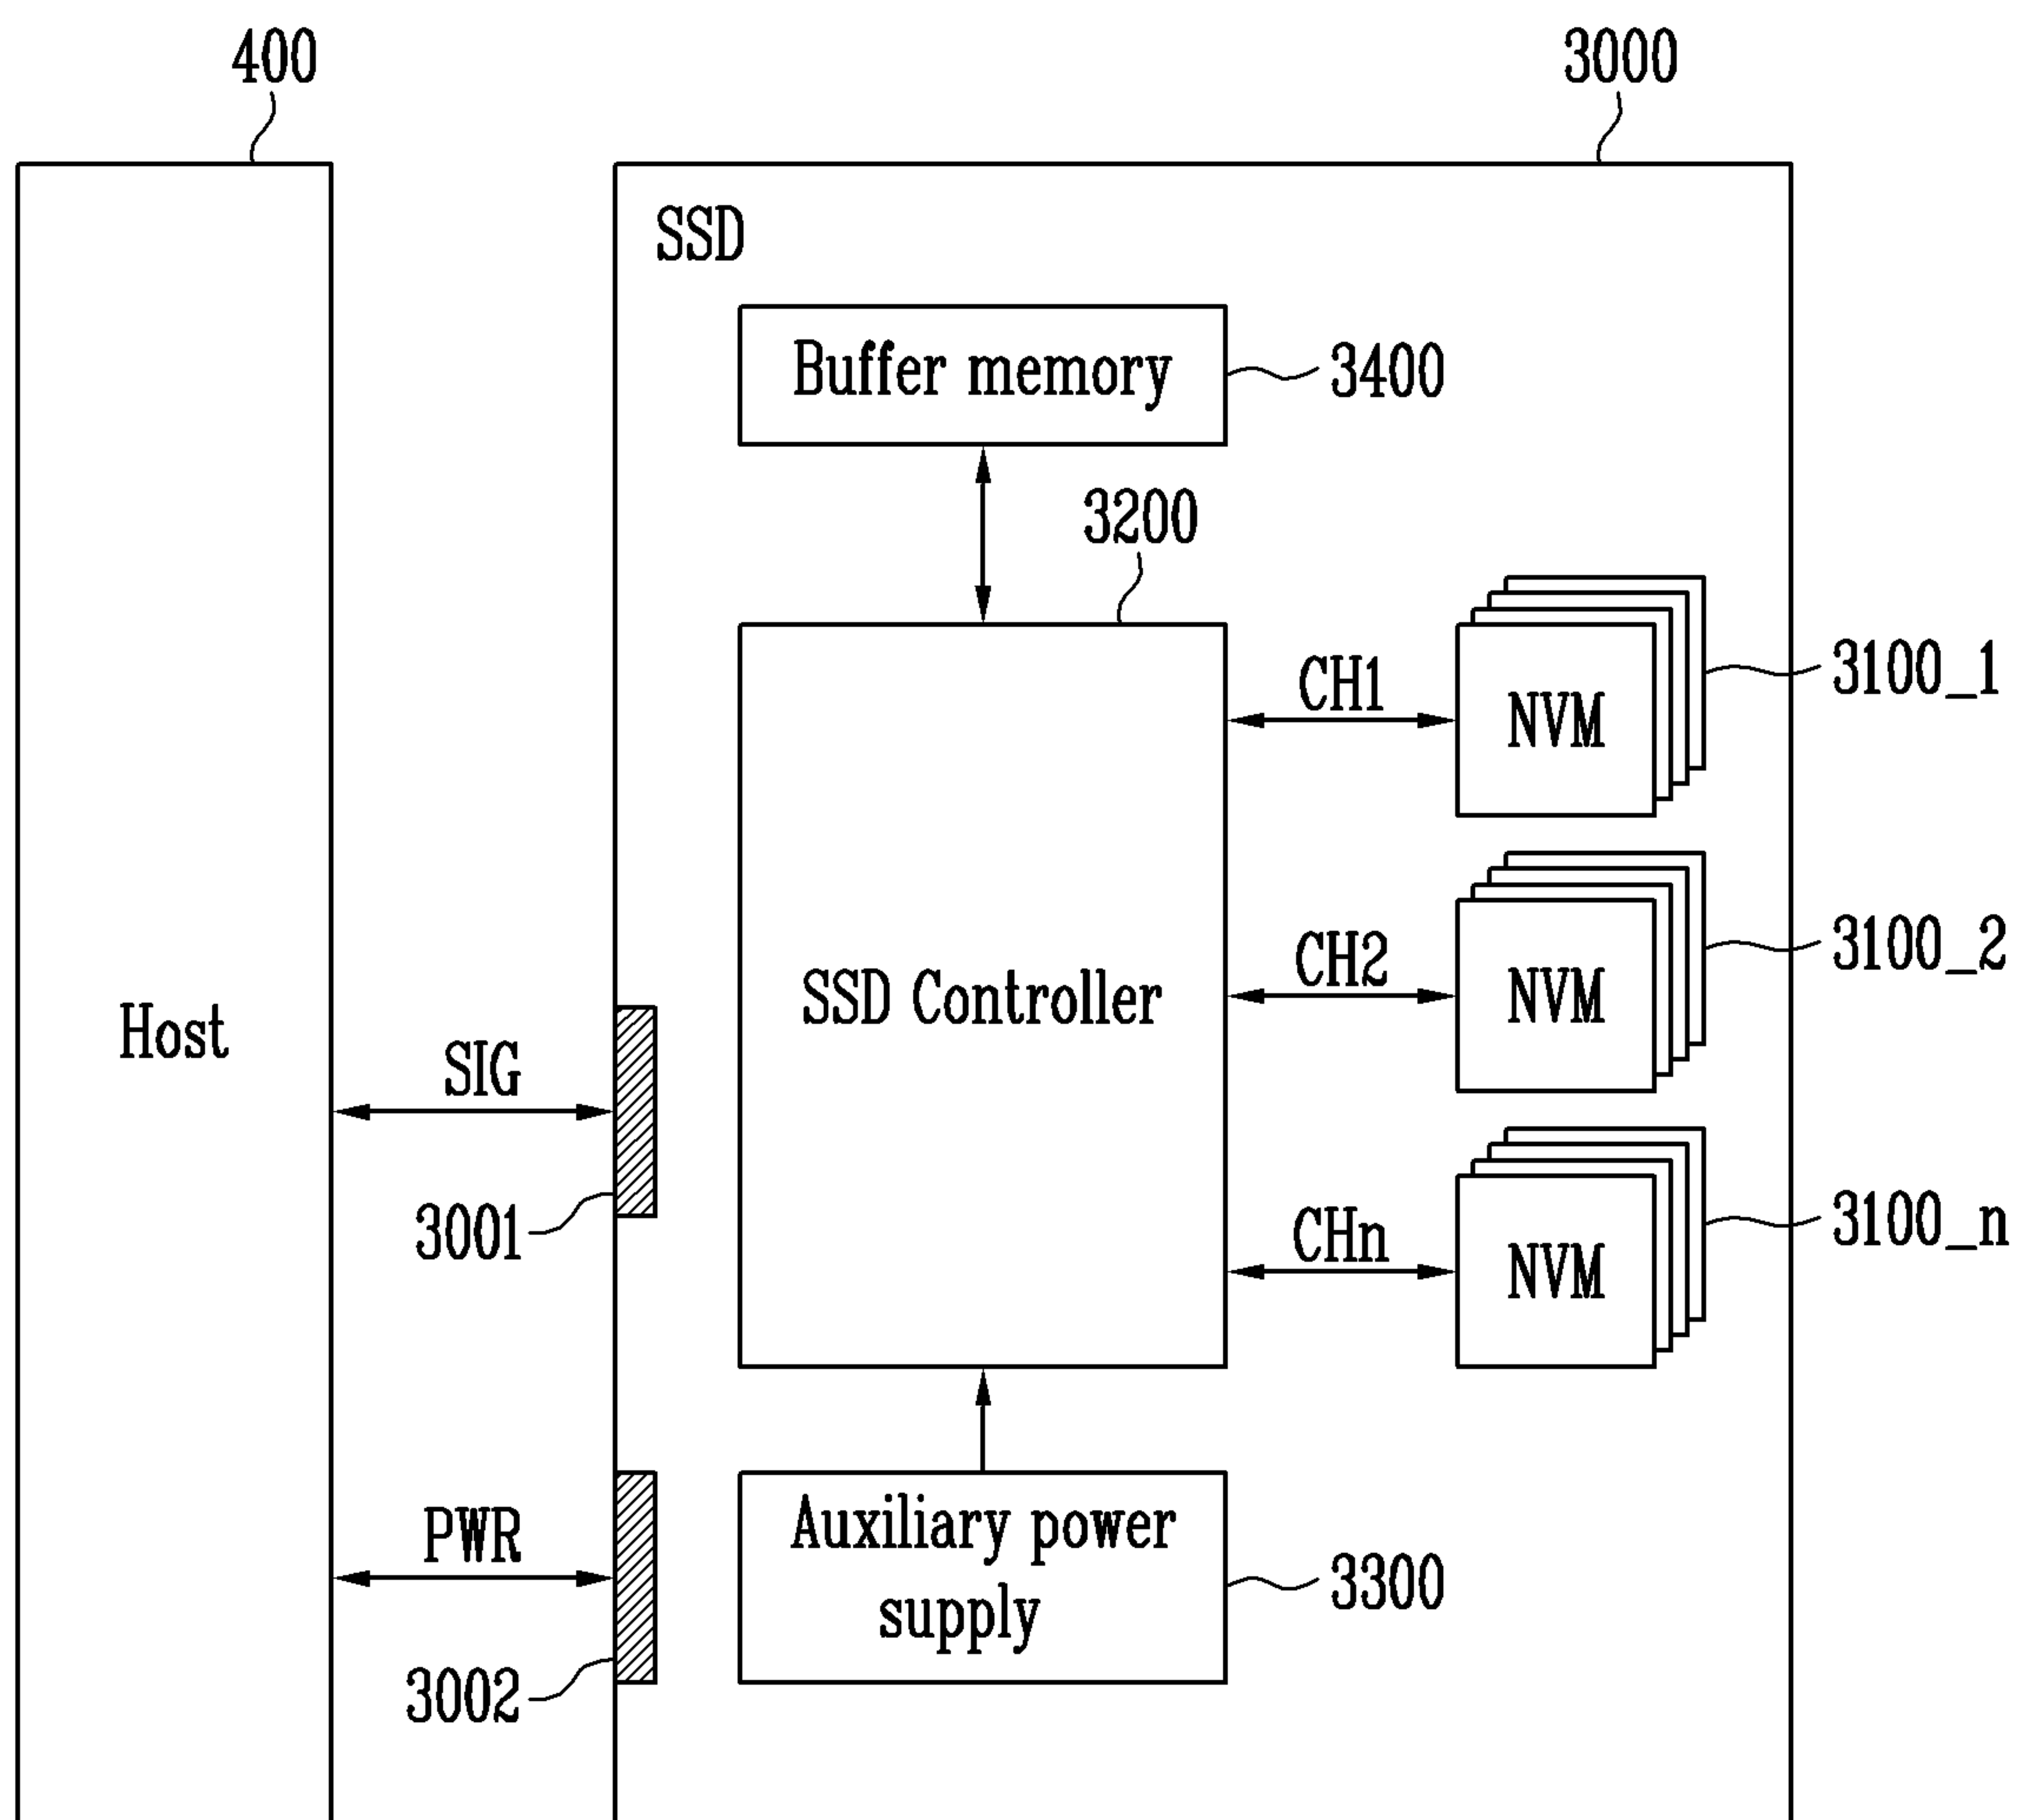 400
3000
SSD
Buffer memory
3400
3200
CH1
NVM
3100_1
CH2
NVM
3100_2
SSD Controller
Host
SIG
3001
CHn
NVM
3100_n
PWR
3002
Auxiliary power
supply
3300